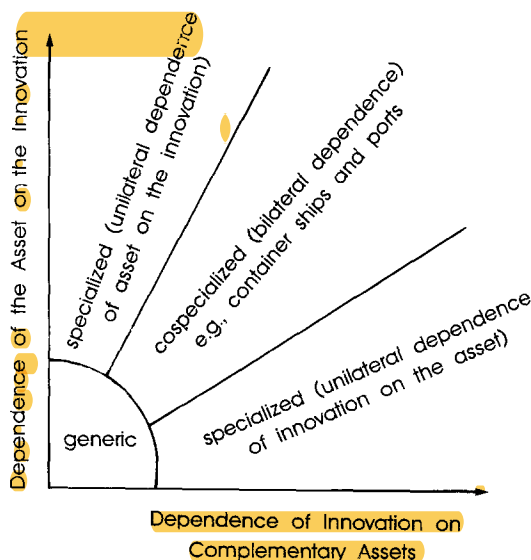 Dependence of the Asset on the Innovation
specialized (unilateral dependence
of asset on the innovation)
cospecialized (bilateral dependence)
e.g., container ships and ports
specialized (unilateral dependence
of innovation on the asset)
generic
Dependence of Innovation on
Complementary Assets